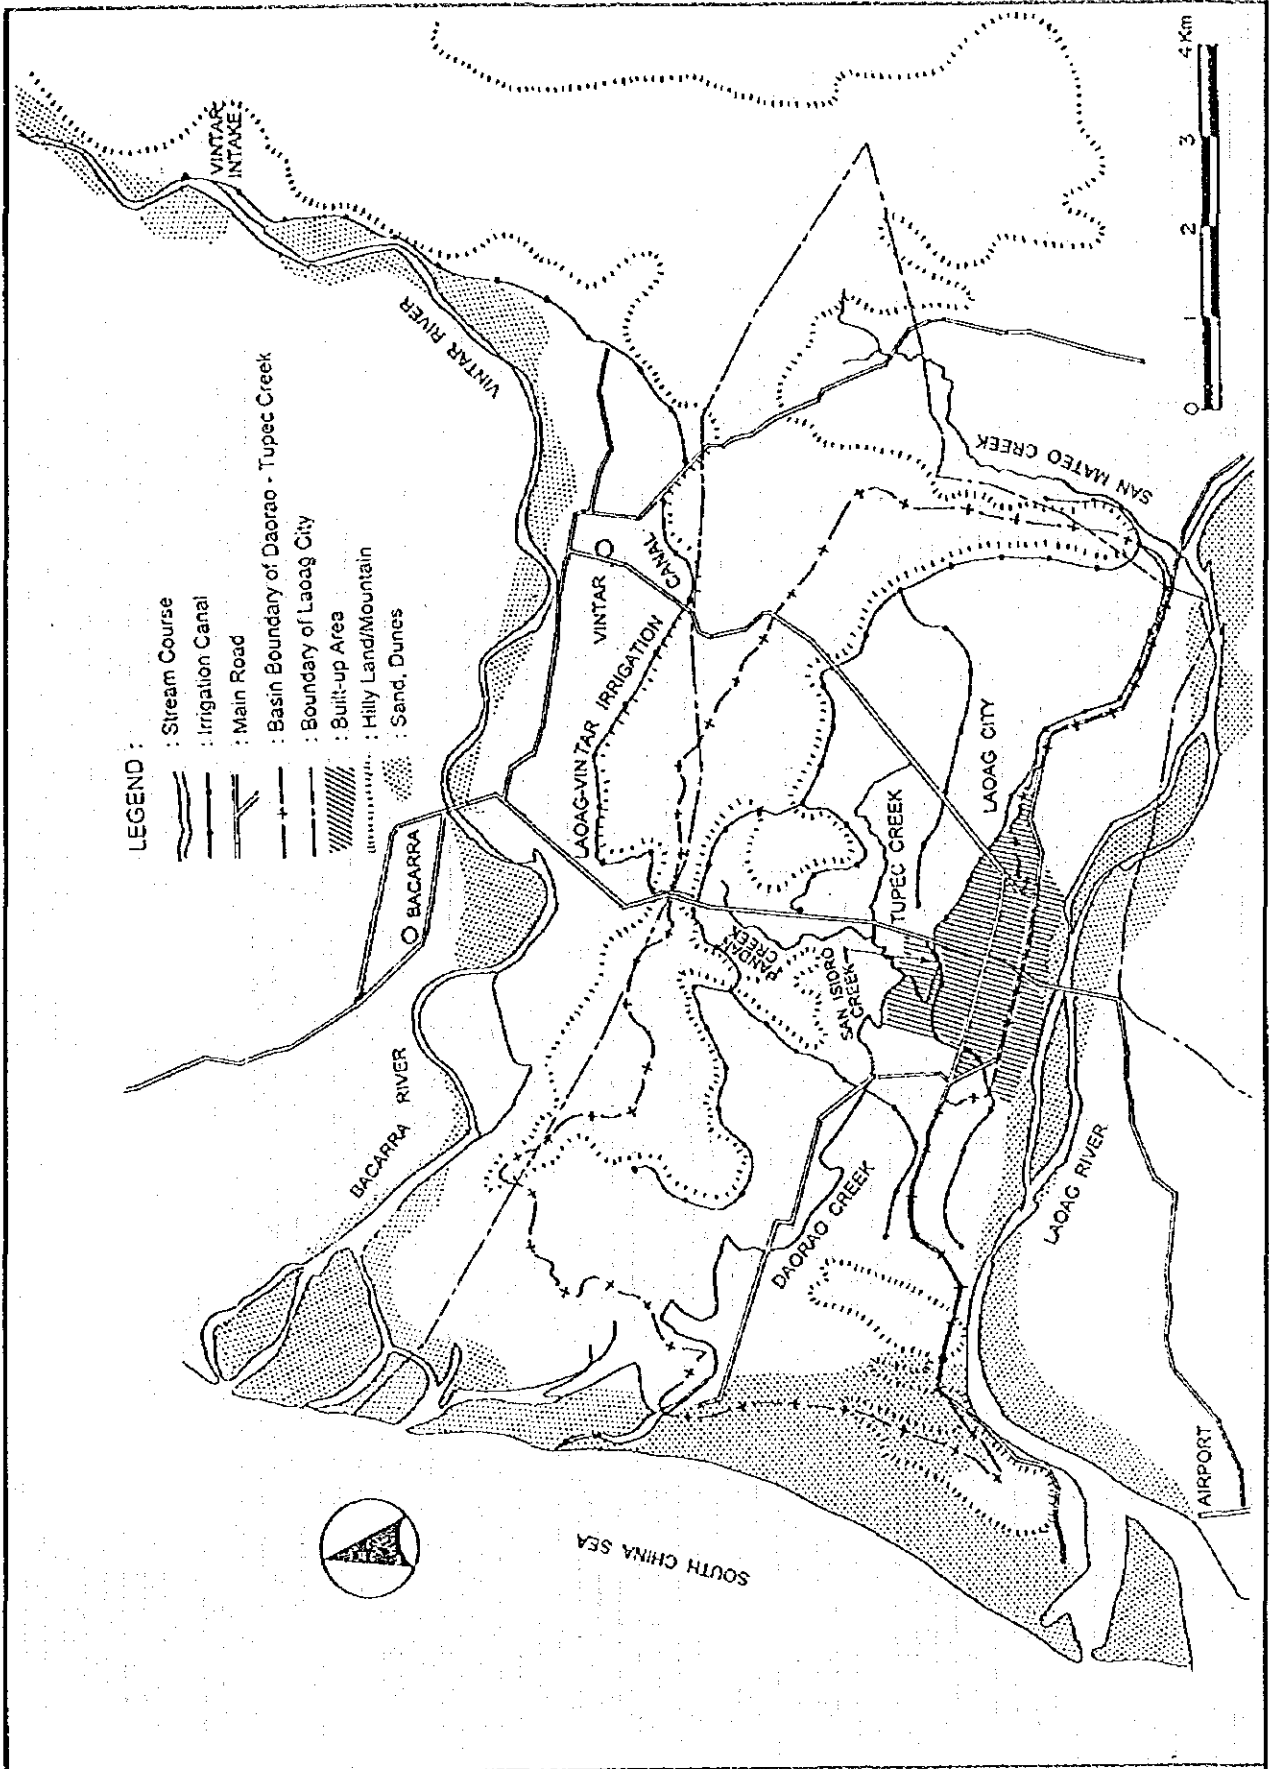 LEGEND :
: Stream Course
: Irrigation Canal
: Main Road
: Basin Boundary of Daorao - Tupec Creek
: Boundary of Laoag City
: Built-up Area
: Hilly Land/Mountain
: Sand, Dunes
VINTAR
INTAKE
VINTAR RIVER
BACARRA
BACARRA RIVER
VINTAR
LAOAG-VINTAR IRRIGATION CANAL
SAN MATEO CREEK
PANDAN
CREEK
SAN ISIDRO
CREEK
TUPEC CREEK
LAOAG CITY
DAORAO CREEK
LAOAG RIVER
SOUTH CHINA SEA
AIRPORT
0 1 2 3 4 Km